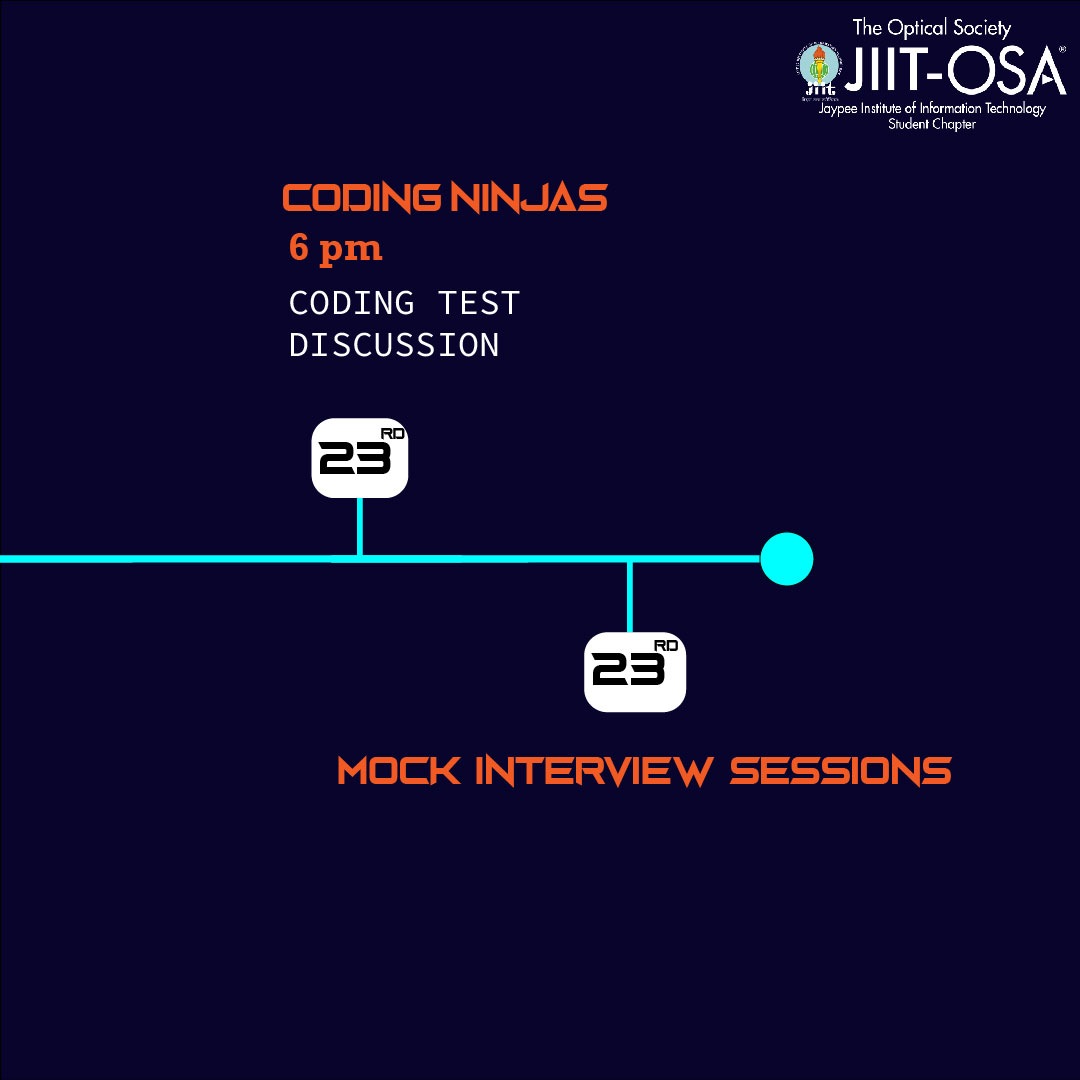 The Optical Society
JIIT-OSA®
JIIT
Jaypee Institute of Information Technology
Student Chapter
CODING NINJAS
6 pm
CODING TEST
DISCUSSION
23RD
23RD
MOCK INTERVIEW SESSIONS